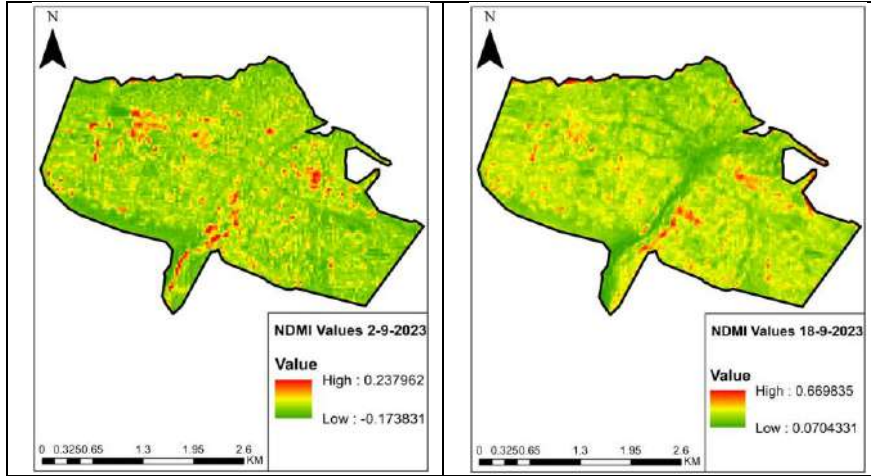 N
NDMI Values 2-9-2023
Value
High : 0.237962
Low : -0.173831
0 0.3250.65 1.3 1.95 2.6
KM
N
NDMI Values 18-9-2023
Value
High : 0.669835
Low : 0.0704331
0 0.3250.65 1.3 1.95 2.6
KM